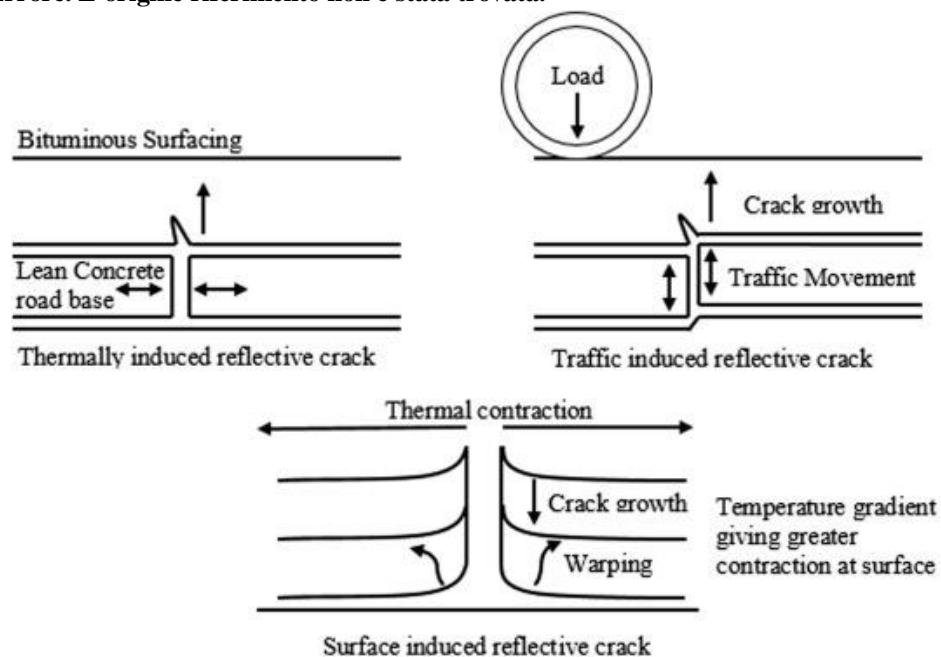 Load
Bituminous Surfacing
Crack growth
Lean Concrete
road base
Traffic Movement
Thermally induced reflective crack
Traffic induced reflective crack
Thermal contraction
Crack growth
Temperature gradient
giving greater
contraction at surface
Warping
Surface induced reflective crack